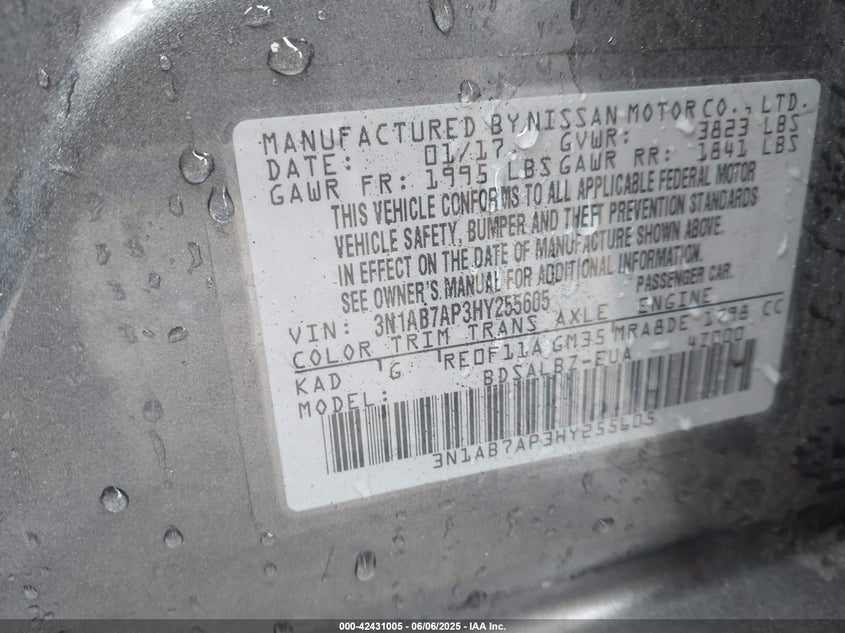 MANUFACTURED BY NISSAN MOTOR CO., LTD.
DATE: 01/17 GVWR: 3823 LBS
GAWR FR: 1995 LBS GAWR RR: 1841 LBS
THIS VEHICLE CONFORMS TO ALL APPLICABLE FEDERAL MOTOR
VEHICLE SAFETY, BUMPER AND THEFT PREVENTION STANDARDS
IN EFFECT ON THE DATE OF MANUFACTURE SHOWN ABOVE.
SEE OWNER'S MANUAL FOR ADDITIONAL INFORMATION.
PASSENGER CAR.
VIN: 3N1AB7AP3HY255605
COLOR TRIM TRANS AXLE ENGINE
KAD G RE0F11A GM35 MRA8DE 1798 CC
MODEL: BDSALBZ-EUA 42000
3N1AB7AP3HY255605
000-42431005 - 06/06/2025 - IAA Inc.